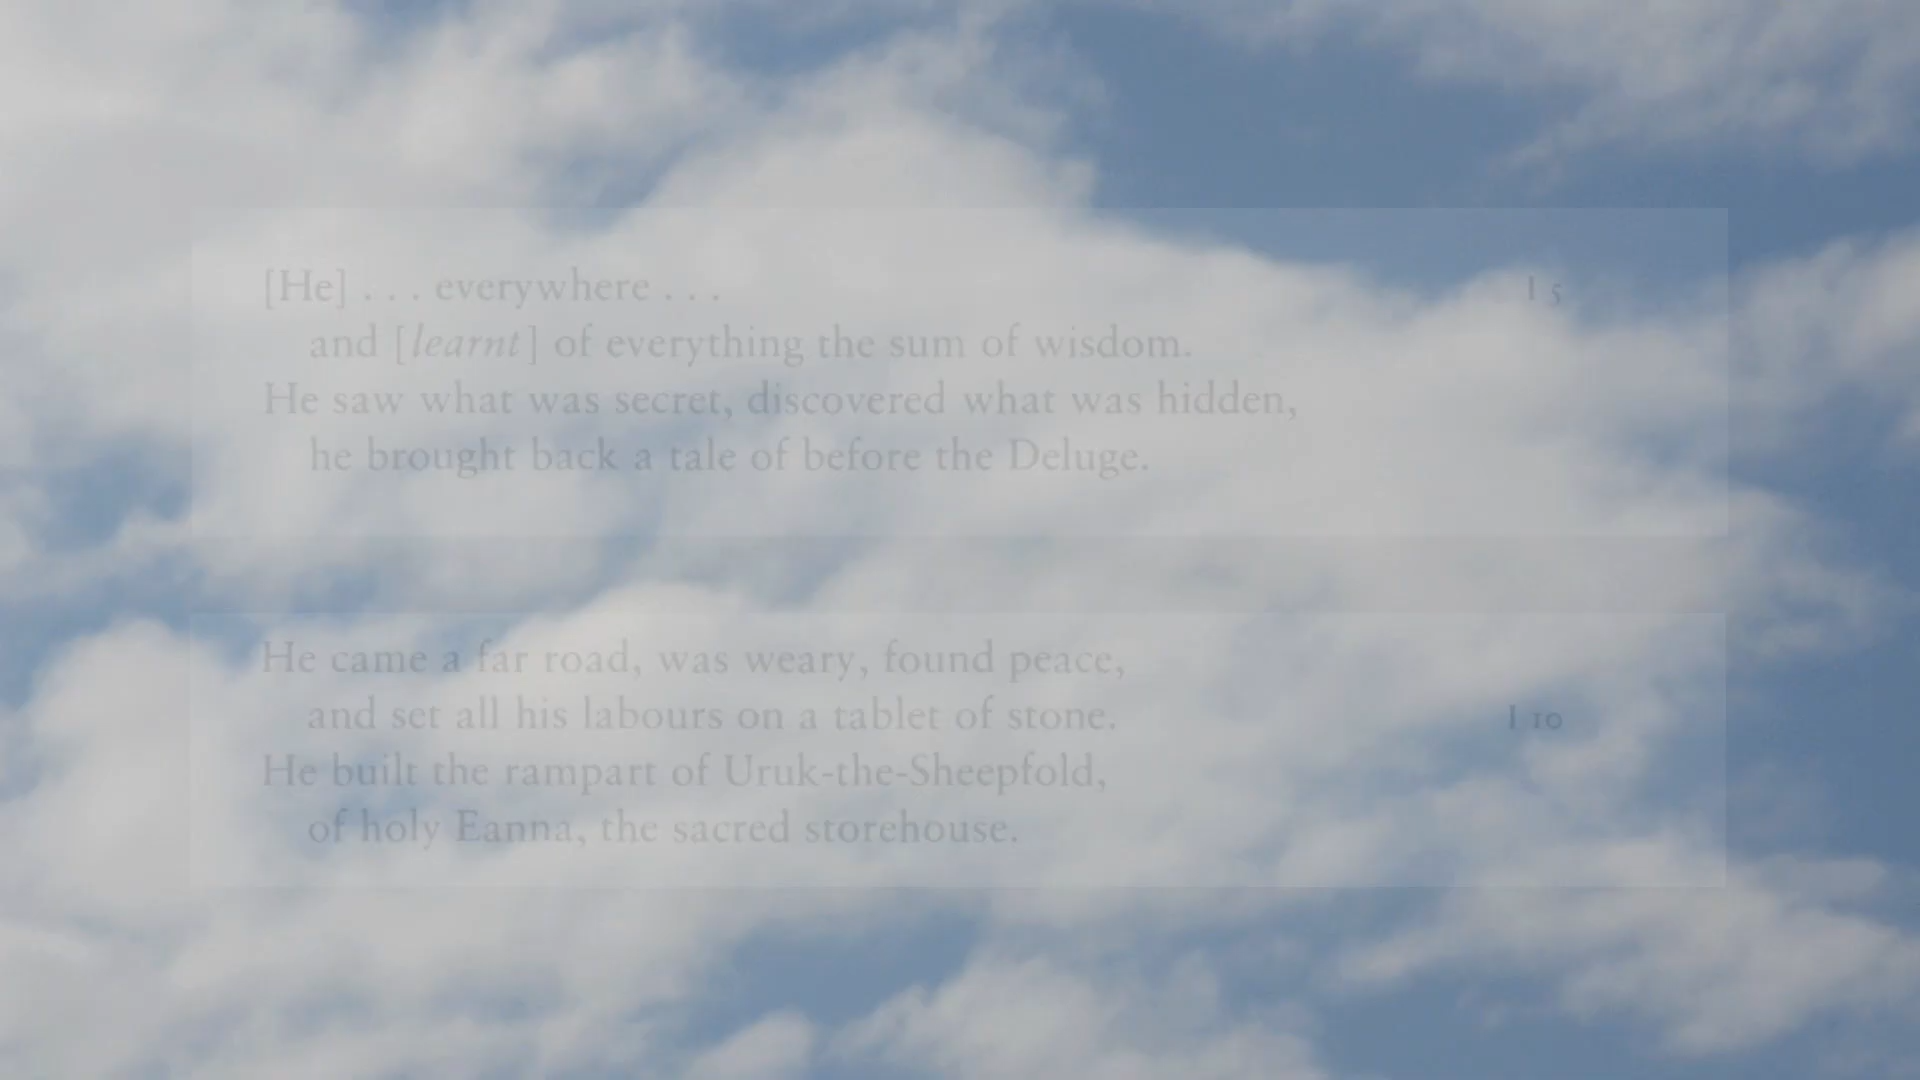 [He] . . . everywhere . . . I 5
and [learnt] of everything the sum of wisdom.
He saw what was secret, discovered what was hidden,
he brought back a tale of before the Deluge.
He came a far road, was weary, found peace,
and set all his labours on a tablet of stone. I 10
He built the rampart of Uruk-the-Sheepfold,
of holy Eanna, the sacred storehouse.